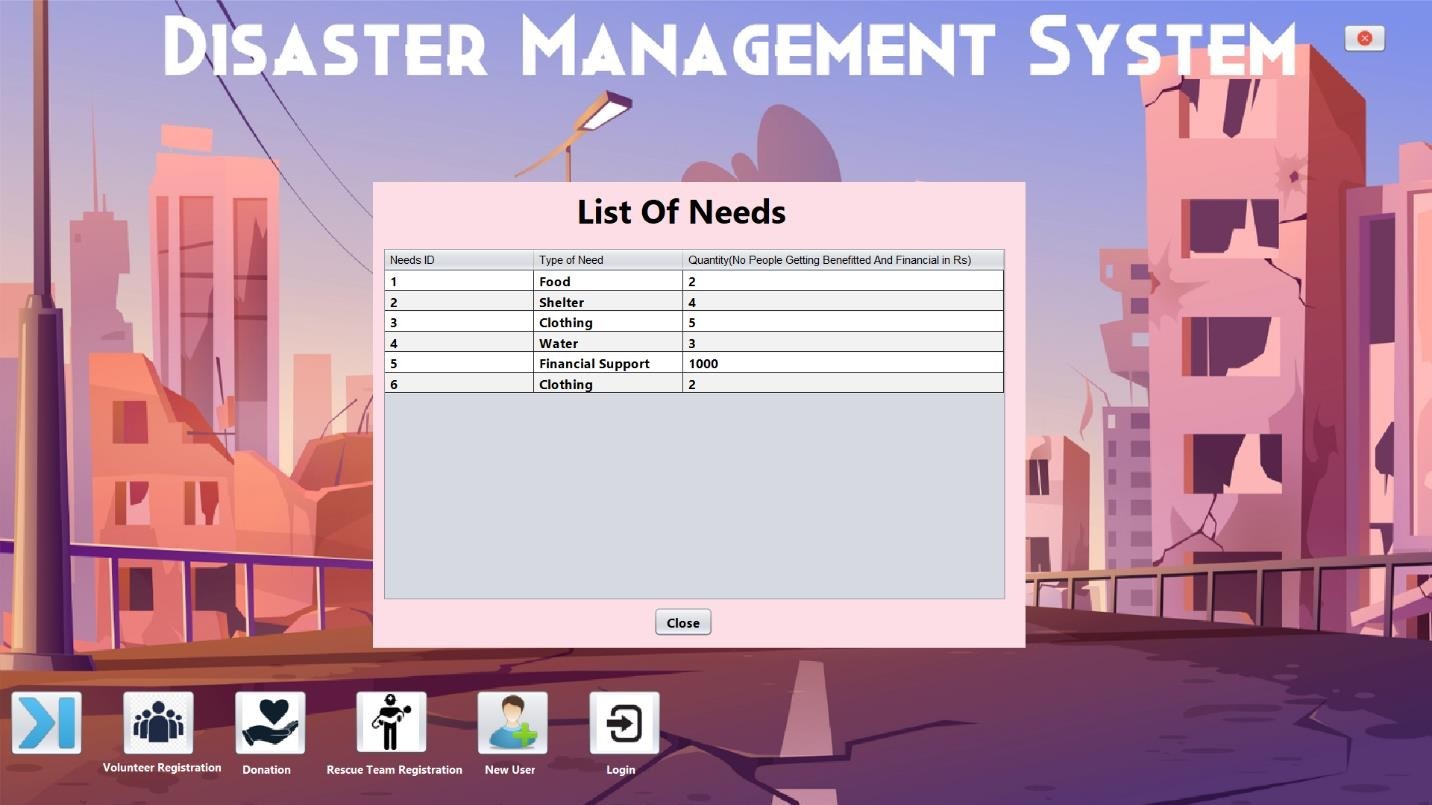 DISASTER MANAGEMENT SYSTEM
List Of Needs
Needs ID Type of Need Quantity(No People Getting Benefitted And Financial in Rs)
1 Food 2
2 Shelter 4
3 Clothing 5
4 Water 3
5 Financial Support 1000
6 Clothing 2
Close
Volunteer Registration Donation Rescue Team Registration New User Login